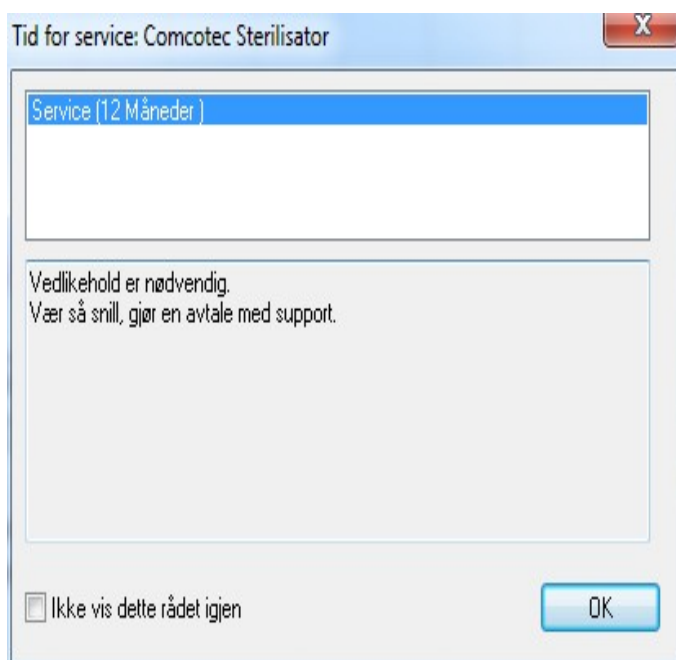 Tid for service: Comcotec Sterilisator
X
Service (12 Måneder )
Vedlikehold er nødvendig.
Vær så snill, gjør en avtale med support.
Ikke vis dette rådet igjen
OK